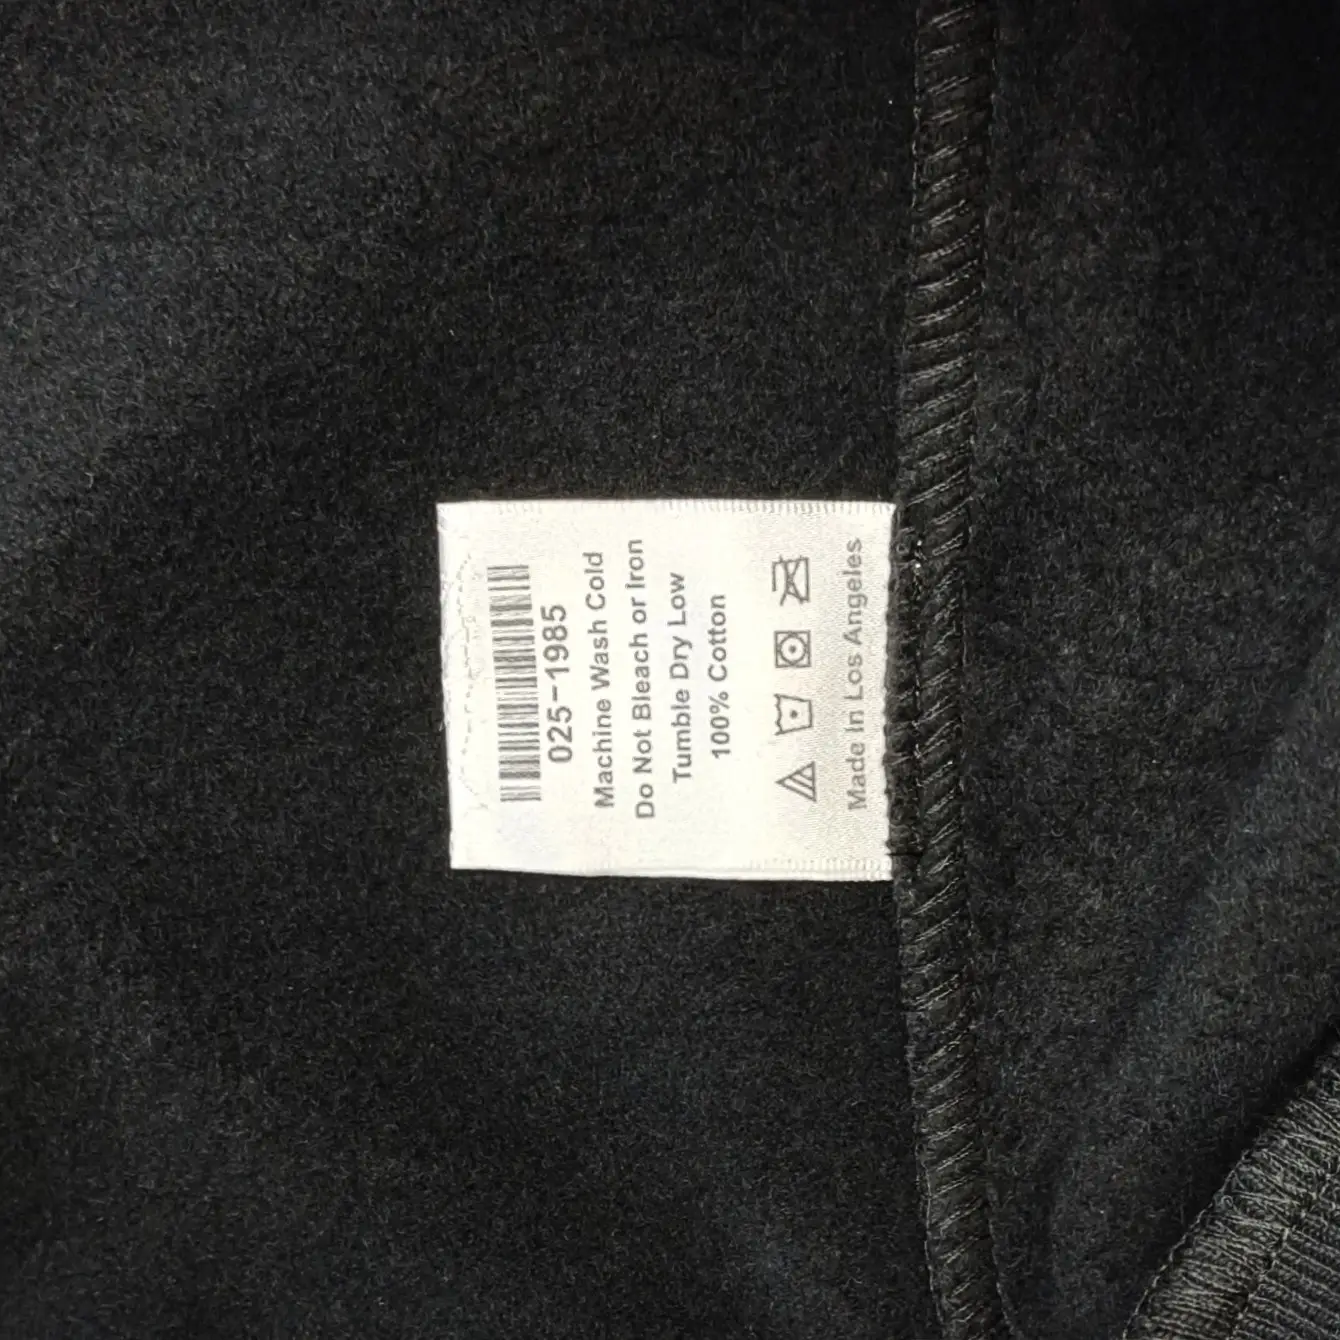 025-1985
Machine Wash Cold
Do Not Bleach or Iron
Tumble Dry Low
100% Cotton
Made In Los Angeles